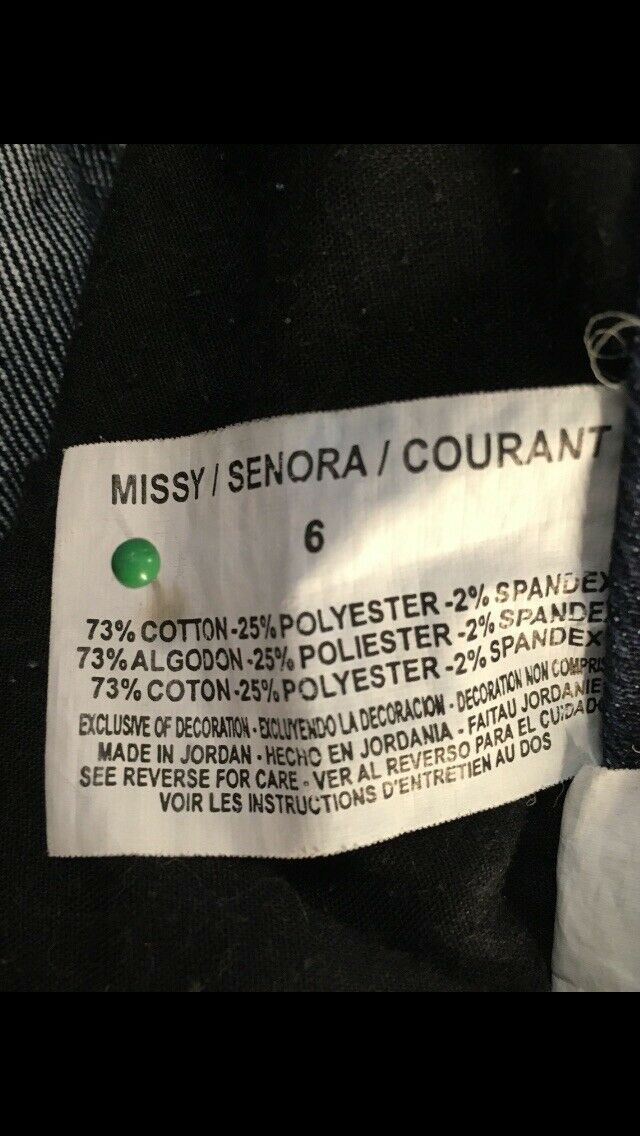 MISSY / SENORA / COURANT
6
73% COTTON -25% POLYESTER -2% SPANDEX
73% ALGODON -25% POLIESTER -2% SPANDE
73% COTON -25% POLYESTER -2% SPANDEX
EXCLUSIVE OF DECORATION - EXCLUYENDO LA DECORACION - DECORATION NON COMPRIS
MADE IN JORDAN - HECHO EN JORDANIA - FAITAU JORDANIE
SEE REVERSE FOR CARE - VER AL REVERSO PARA EL CUIDADO
VOIR LES INSTRUCTIONS D'ENTRETIEN AU DOS